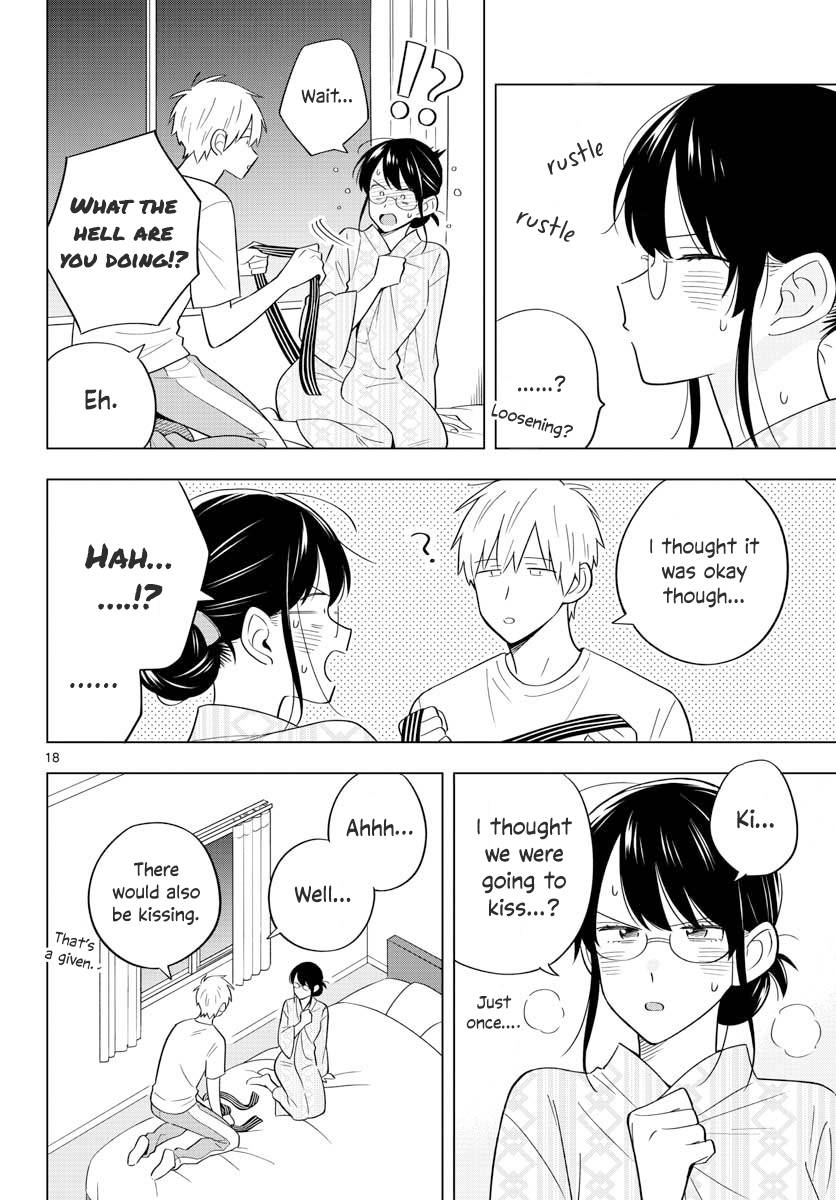 rustle
rustle
......?
Loosening?
!?
Wait...
WHAT THE
HELL ARE
YOU DOING!?
Eh.
I thought it
was okay
though...
?
HAH...
...!?
......
18
Ki...
I thought
we were
going to
kiss...?
Just
once....
Ahhh...
Well...
There
would also
be kissing.
That's
a given...